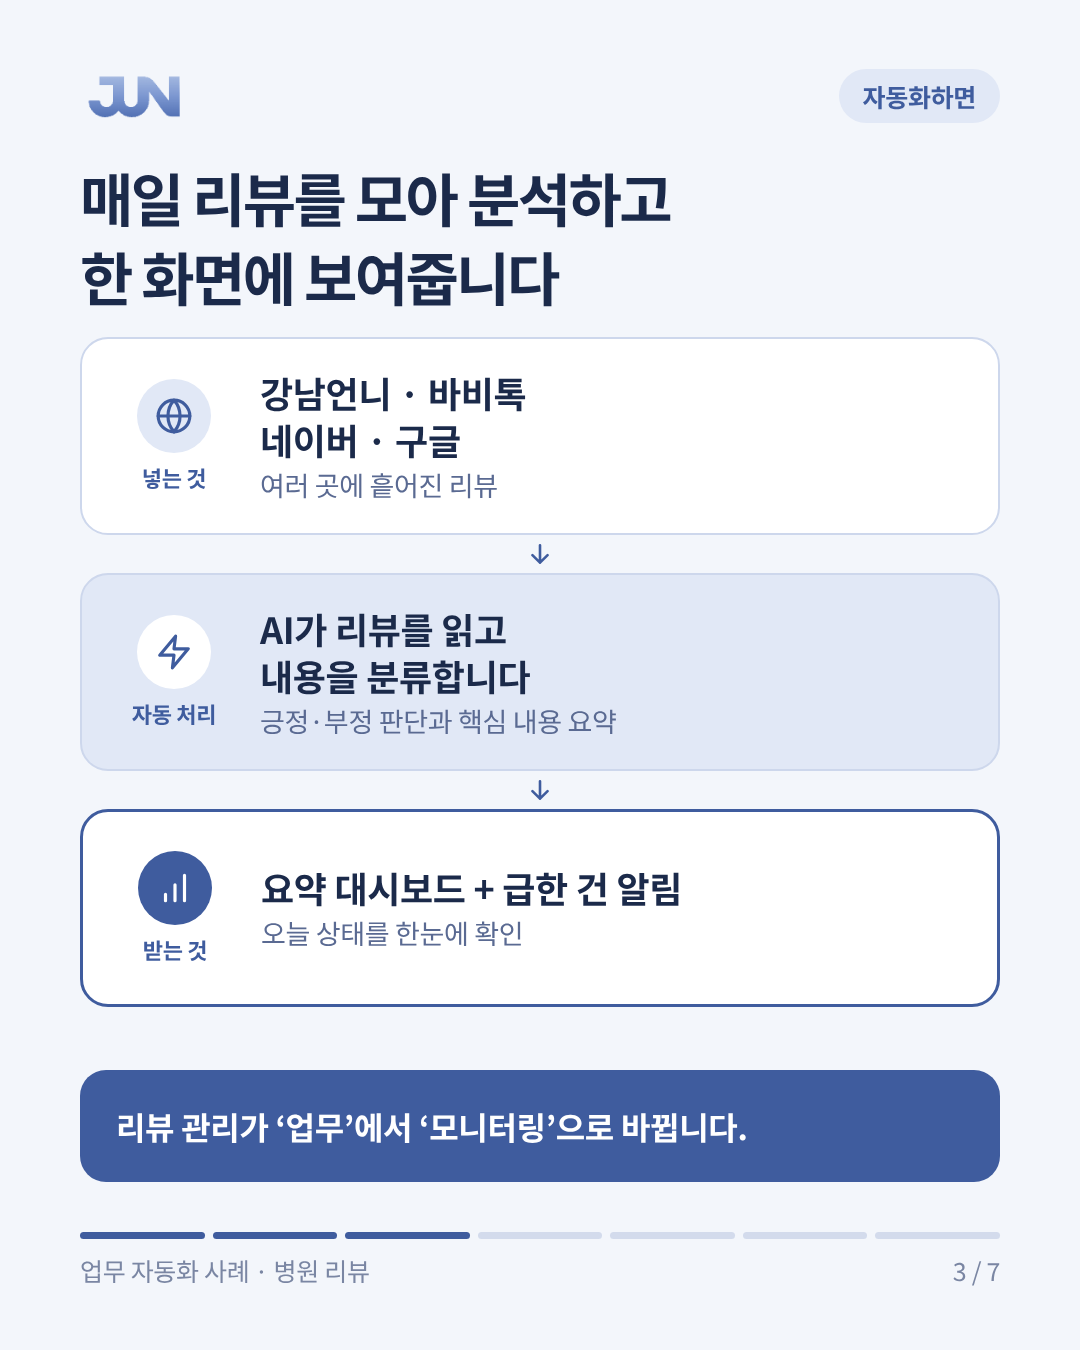 JUN
자동화하면
매일 리뷰를 모아 분석하고
한 화면에 보여줍니다
넣는 것
강남언니 · 바비톡
네이버 · 구글
여러 곳에 흩어진 리뷰
자동 처리
AI가 리뷰를 읽고
내용을 분류합니다
긍정·부정 판단과 핵심 내용 요약
받는 것
요약 대시보드 + 급한 건 알림
오늘 상태를 한눈에 확인
리뷰 관리가 ‘업무’에서 ‘모니터링’으로 바뀝니다.
업무 자동화 사례 · 병원 리뷰
3 / 7